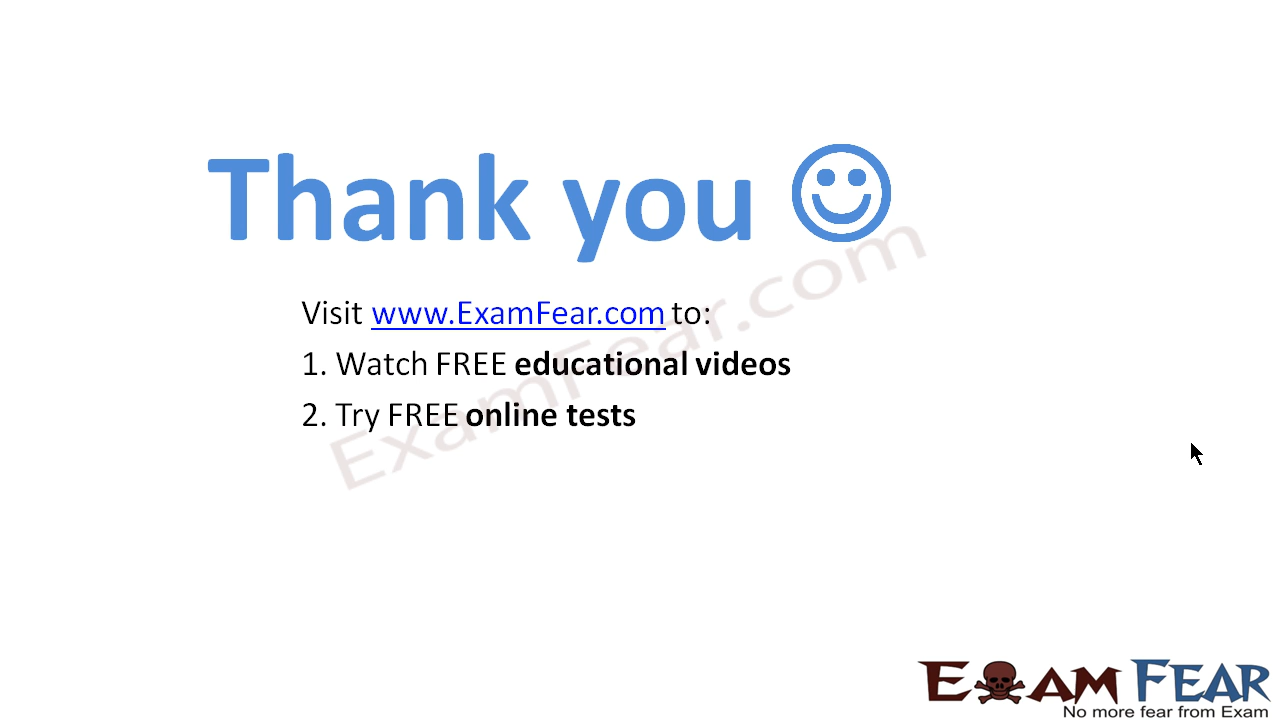 Thank you ☺
Visit www.ExamFear.com to:
1. Watch FREE educational videos
2. Try FREE online tests
ExamFear.com
EXAM FEAR
No more fear from Exam